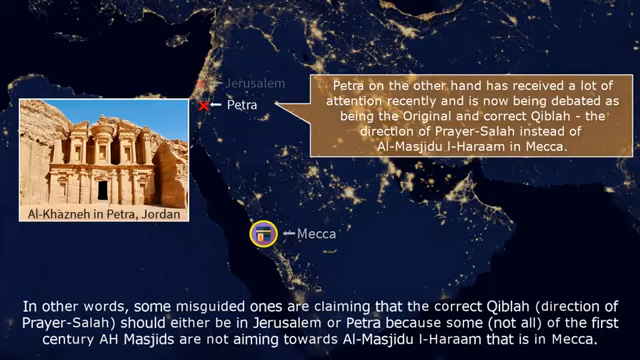 Jerusalem
Petra
Petra on the other hand has received a lot of
attention recently and is now being debated as
being the Original and correct Qiblah - the
direction of Prayer-Salah instead of
Al-Masjidu l-Haraam in Mecca.
Al-Khazneh in Petra, Jordan
Mecca
In other words, some misguided ones are claiming that the correct Qiblah (direction of
Prayer-Salah) should either be in Jerusalem or Petra because some (not all) of the first
century AH Masjids are not aiming towards Al-Masjidu l-Haraam that is in Mecca.